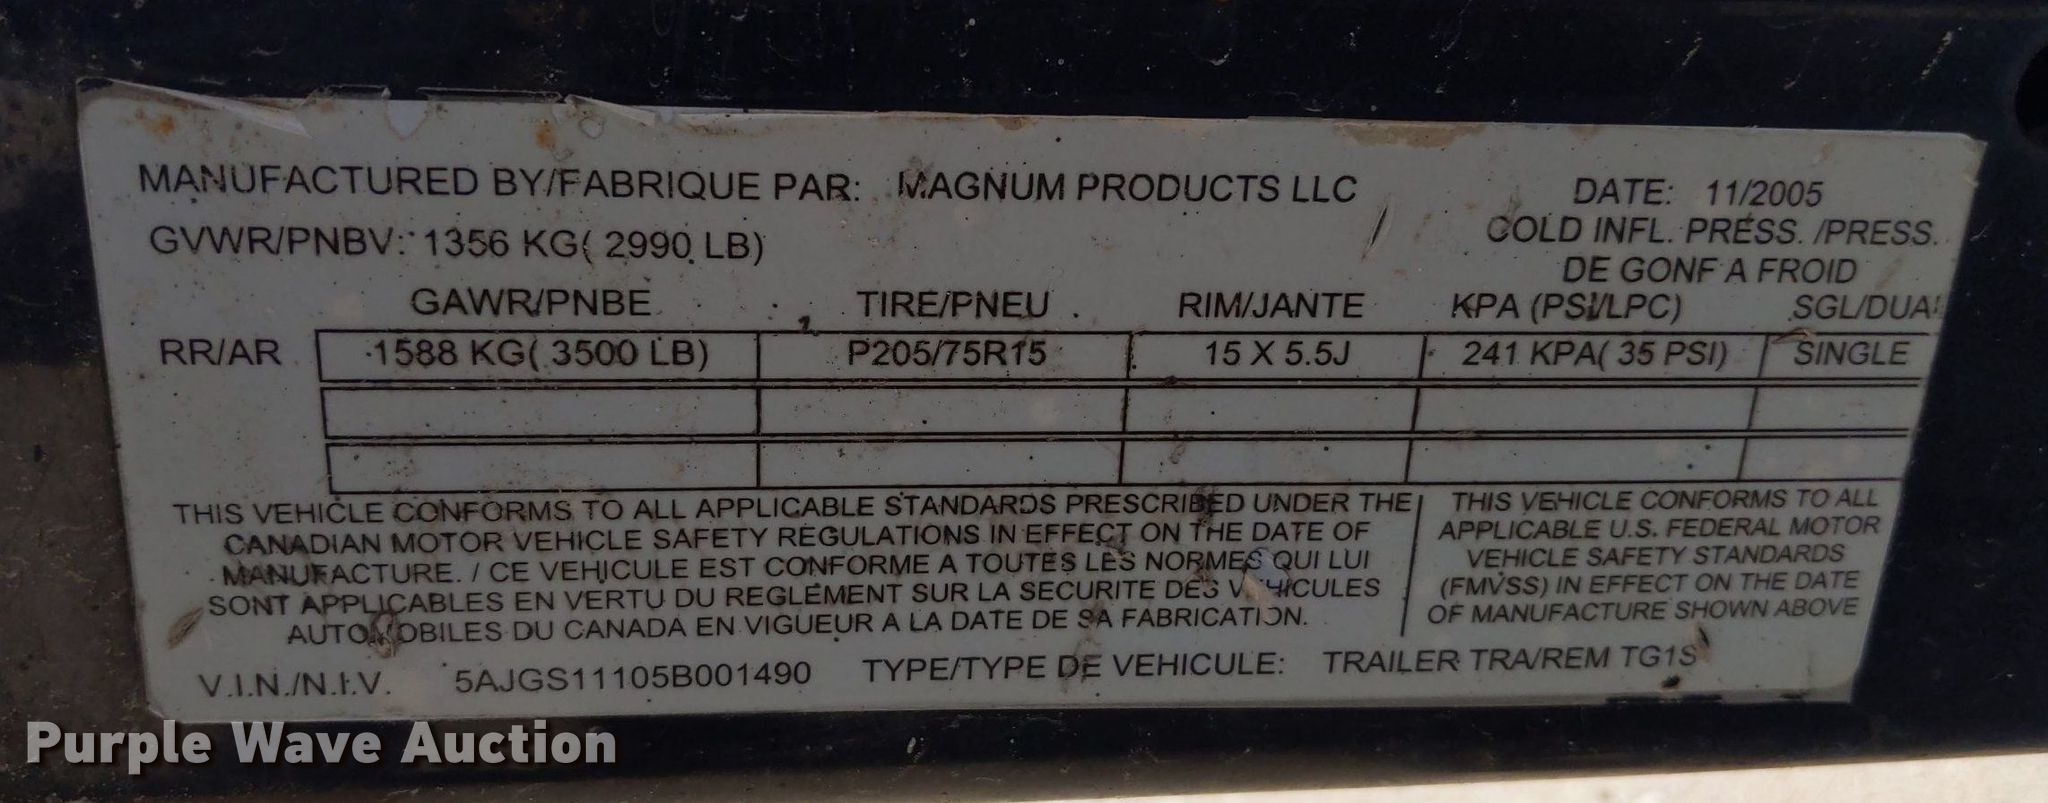 MANUFACTURED BY/FABRIQUE PAR: MAGNUM PRODUCTS LLC DATE: 11/2005
GVWR/PNBV: 1356 KG( 2990 LB) COLD INFL. PRESS. /PRESS.
DE GONF A FROID
GAWR/PNBE TIRE/PNEU RIM/JANTE KPA (PSI/LPC) SGL/DUAL
RR/AR 1588 KG( 3500 LB) P205/75R15 15 X 5.5J 241 KPA( 35 PSI) SINGLE
THIS VEHICLE CONFORMS TO ALL APPLICABLE STANDARDS PRESCRIBED UNDER THE
CANADIAN MOTOR VEHICLE SAFETY REGULATIONS IN EFFECT ON THE DATE OF
MANUFACTURE. / CE VEHICULE EST CONFORME A TOUTES LES NORMES QUI LUI
SONT APPLICABLES EN VERTU DU REGLEMENT SUR LA SECURITE DES VEHICULES
AUTOMOBILES DU CANADA EN VIGUEUR A LA DATE DE SA FABRICATION.
THIS VEHICLE CONFORMS TO ALL
APPLICABLE U.S. FEDERAL MOTOR
VEHICLE SAFETY STANDARDS
(FMVSS) IN EFFECT ON THE DATE
OF MANUFACTURE SHOWN ABOVE
V.I.N./N.I.V. 5AJGS11105B001490 TYPE/TYPE DE VEHICULE: TRAILER TRA/REM TG1S
Purple Wave Auction